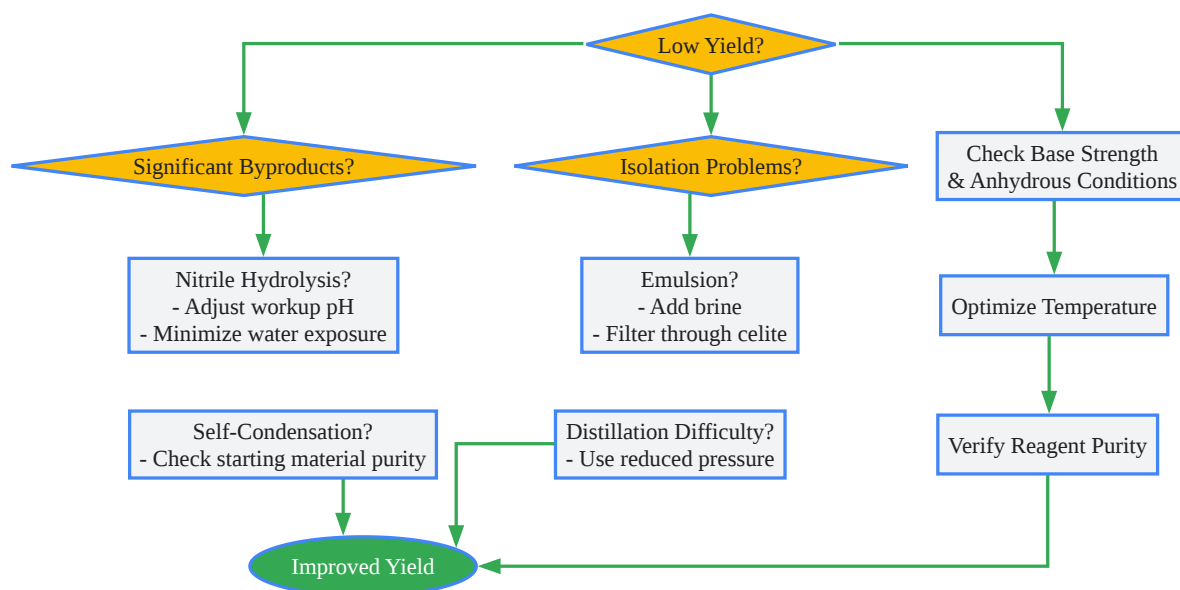 Low Yield?
Significant Byproducts?
Isolation Problems?
Check Base Strength
& Anhydrous Conditions
Nitrile Hydrolysis?
- Adjust workup pH
- Minimize water exposure
Emulsion?
- Add brine
- Filter through celite
Optimize Temperature
Self-Condensation?
- Check starting material purity
Distillation Difficulty?
- Use reduced pressure
Verify Reagent Purity
Improved Yield